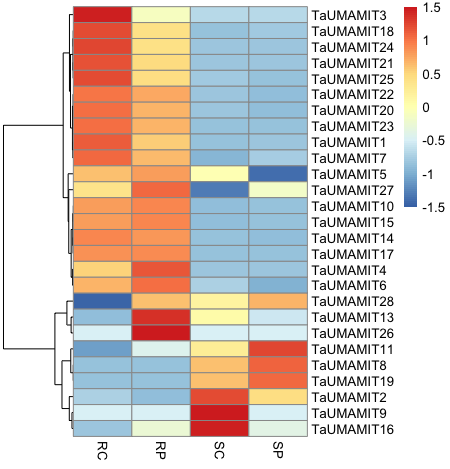 TaUMAMIT3
TaUMAMIT18
TaUMAMIT24
TaUMAMIT21
TaUMAMIT25
TaUMAMIT22
TaUMAMIT20
TaUMAMIT23
TaUMAMIT1
TaUMAMIT7
TaUMAMIT5
TaUMAMIT27
TaUMAMIT10
TaUMAMIT15
TaUMAMIT14
TaUMAMIT17
TaUMAMIT4
TaUMAMIT6
TaUMAMIT28
TaUMAMIT13
TaUMAMIT26
TaUMAMIT11
TaUMAMIT8
TaUMAMIT19
TaUMAMIT2
TaUMAMIT9
TaUMAMIT16
RC
RP
SC
SP
1.5
1
0.5
0
-0.5
-1
-1.5